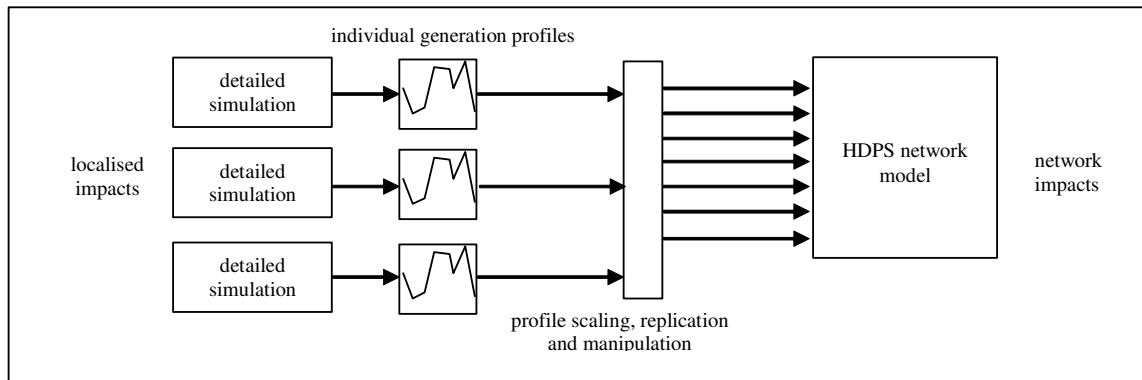 individual generation profiles
detailed
simulation
localised
impacts
detailed
simulation
detailed
simulation
HDPS network
model
network
impacts
profile scaling, replication
and manipulation